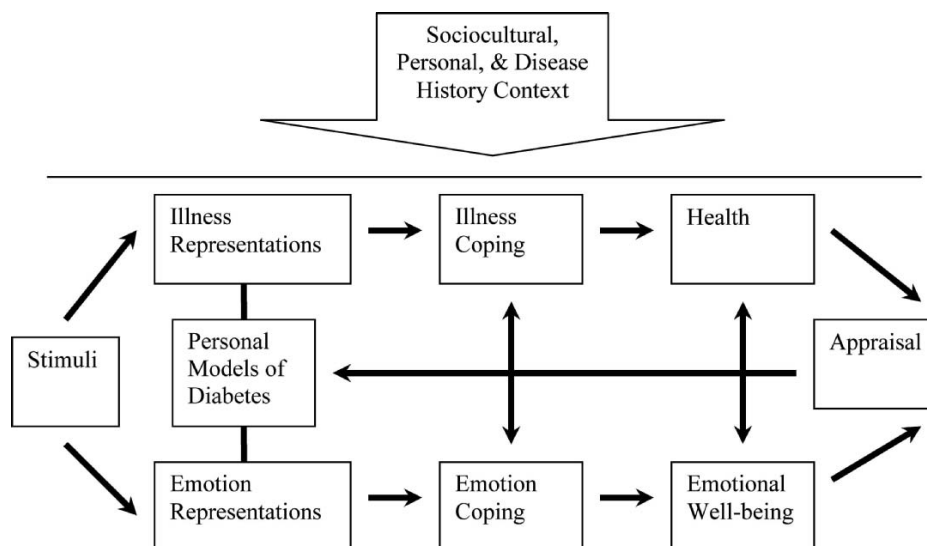 Sociocultural,
Personal, & Disease
History Context
Illness
Representations
Illness
Coping
Health
Stimuli
Personal
Models of
Diabetes
Appraisal
Emotion
Representations
Emotion
Coping
Emotional
Well-being